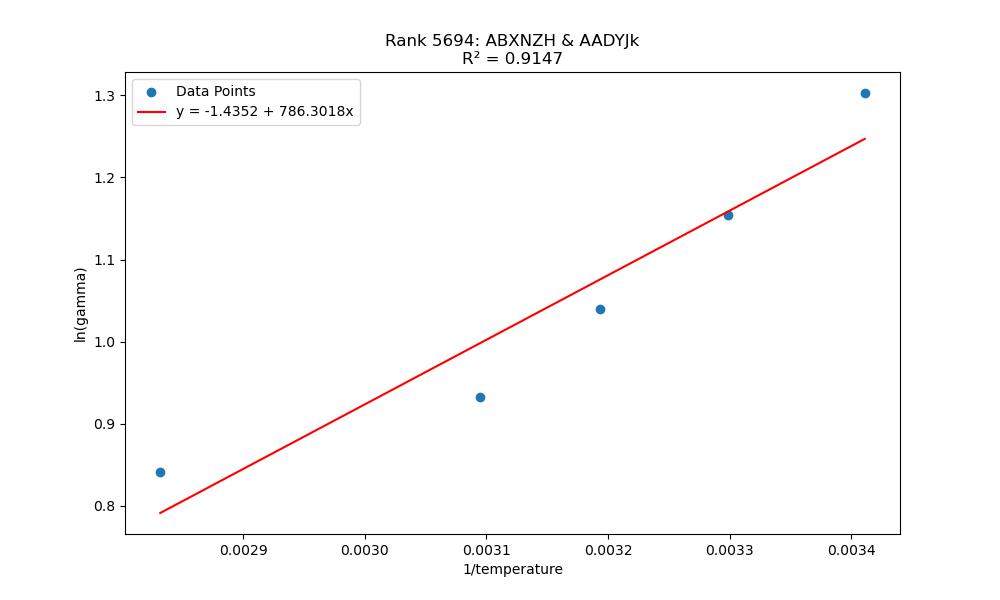 Rank 5694: ABXNZH & AADYJk
R² = 0.9147
Data Points
y = -1.4352 + 786.3018x
1.3
1.2
1.1
1.0
0.9
0.8
ln(gamma)
0.0029 0.0030 0.0031 0.0032 0.0033 0.0034
1/temperature